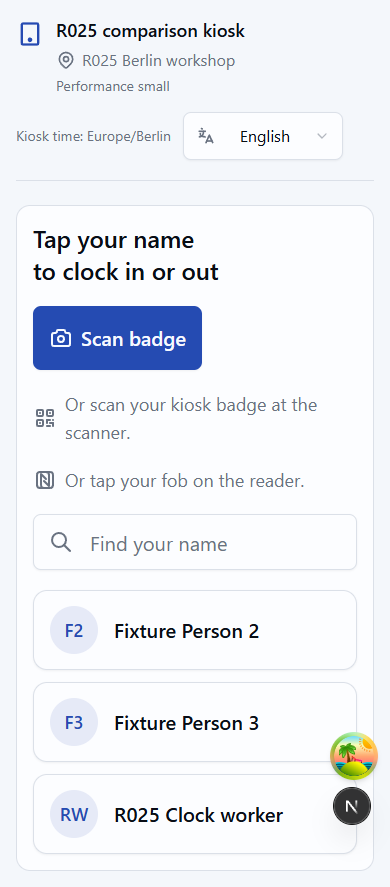 R025 comparison kiosk
R025 Berlin workshop
Performance small
Kiosk time: Europe/Berlin
English
Tap your name
to clock in or out
Scan badge
Or scan your kiosk badge at the
scanner.
Or tap your fob on the reader.
Find your name
F2
Fixture Person 2
F3
Fixture Person 3
RW
R025 Clock worker
N